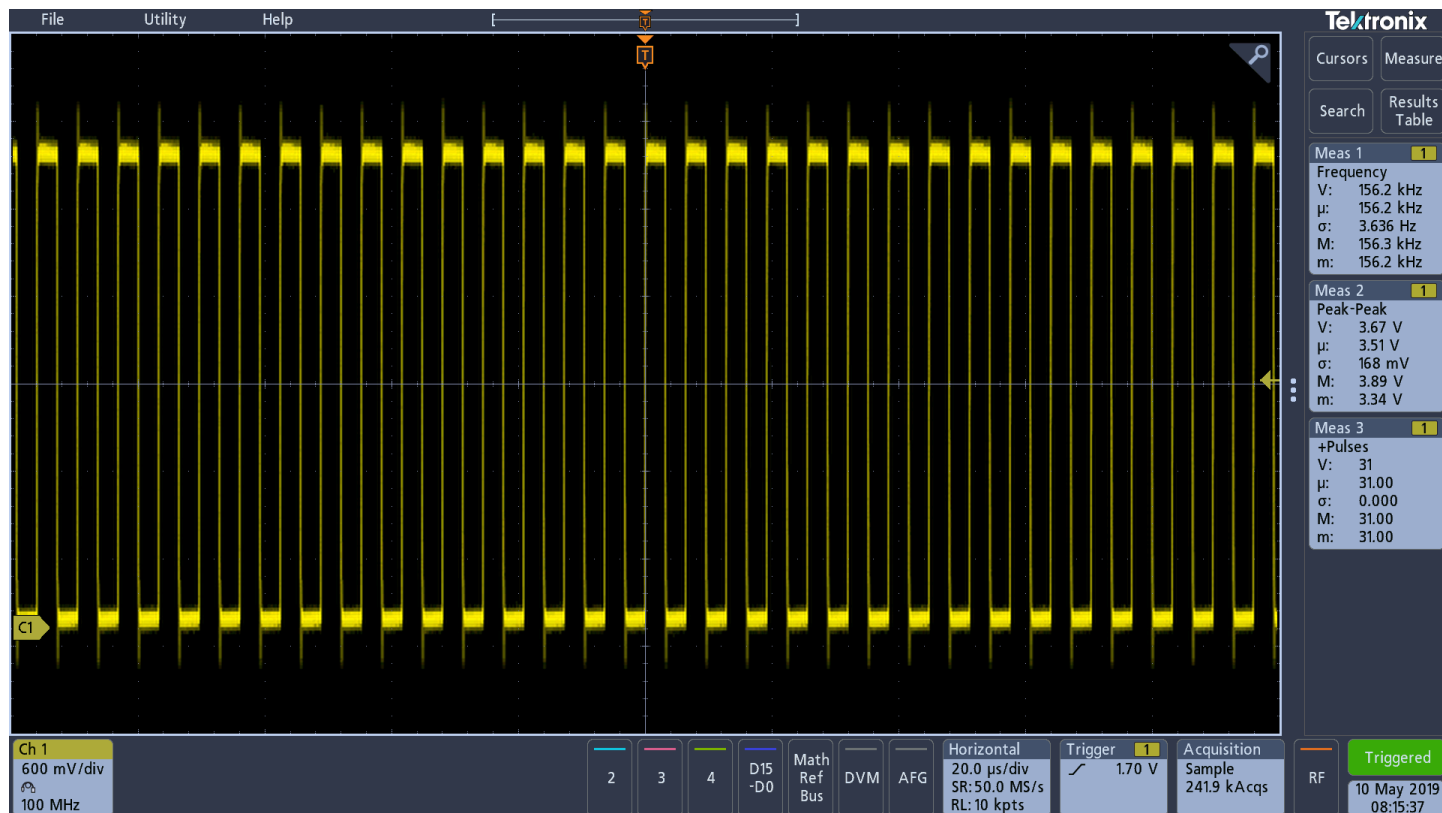 File Utility Help
[ T ]
Tektronix
T
Cursors Measure
Search Results Table
Meas 1 1
Frequency
V: 156.2 kHz
μ: 156.2 kHz
σ: 3.636 Hz
M: 156.3 kHz
m: 156.2 kHz
Meas 2 1
Peak-Peak
V: 3.67 V
μ: 3.51 V
σ: 168 mV
M: 3.89 V
m: 3.34 V
Meas 3 1
+Pulses
V: 31
μ: 31.00
σ: 0.000
M: 31.00
m: 31.00
C1
Ch 1
600 mV/div
100 MHz
2
3
4
D15
-D0
Math
Ref
Bus
DVM
AFG
Horizontal
20.0 μs/div
SR: 50.0 MS/s
RL: 10 kpts
Trigger 1
1.70 V
Acquisition
Sample
241.9 kAcqs
RF
Triggered
10 May 2019
08:15:37